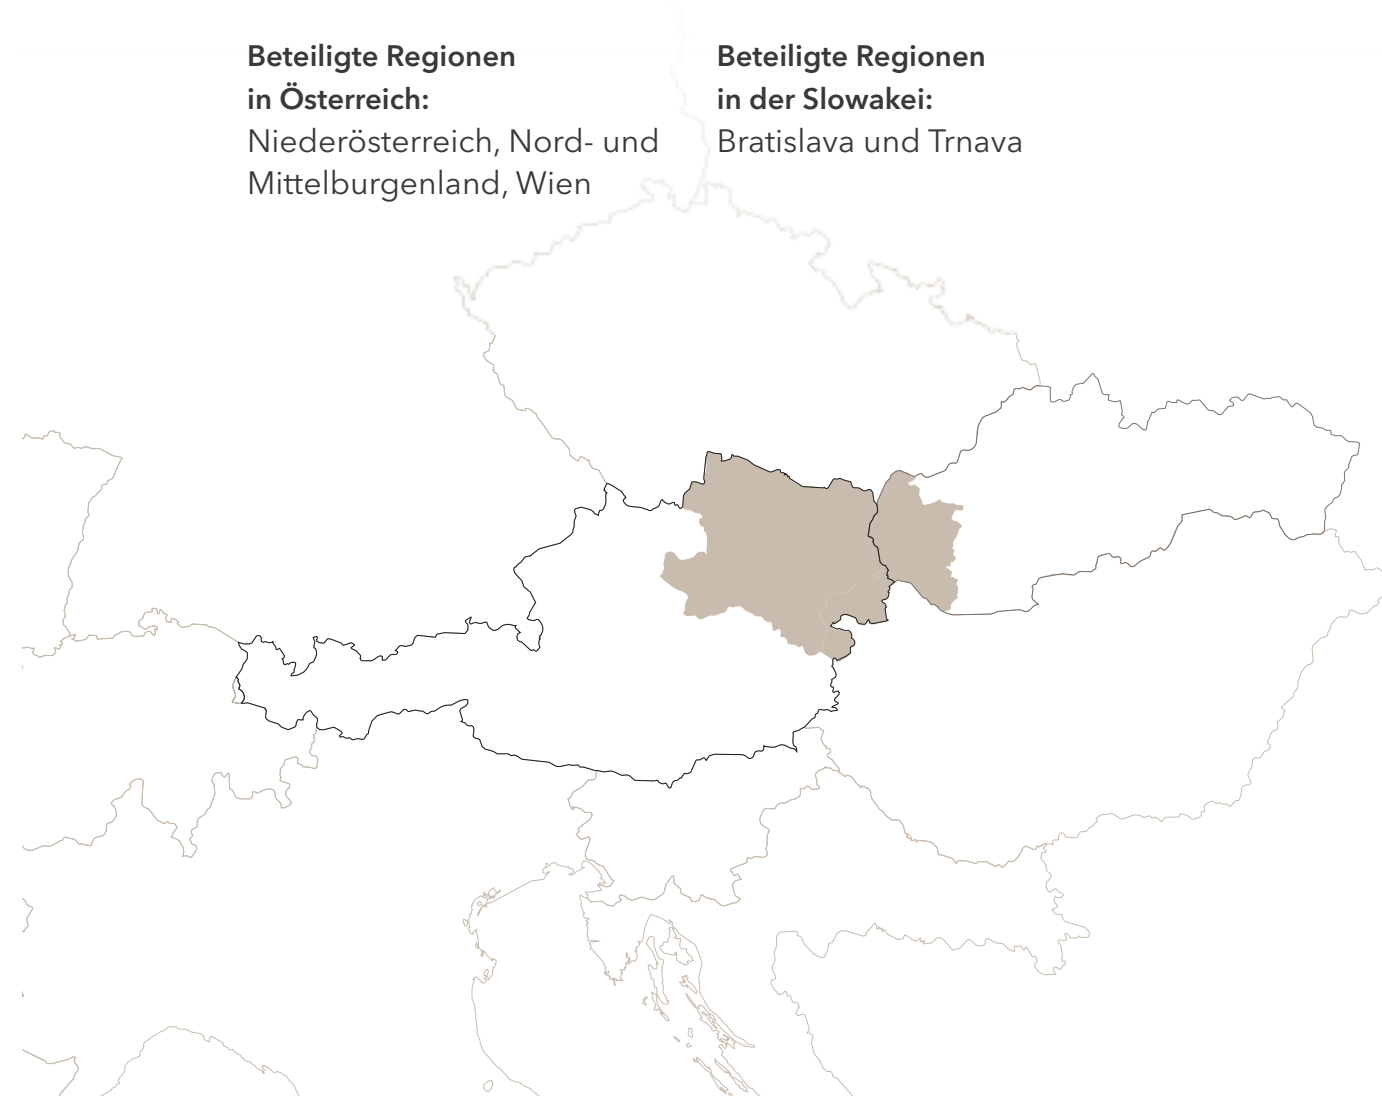 Beteiligte Regionen
in Österreich:
Niederösterreich, Nord- und
Mittelburgenland, Wien
Beteiligte Regionen
in der Slowakei:
Bratislava und Trnava